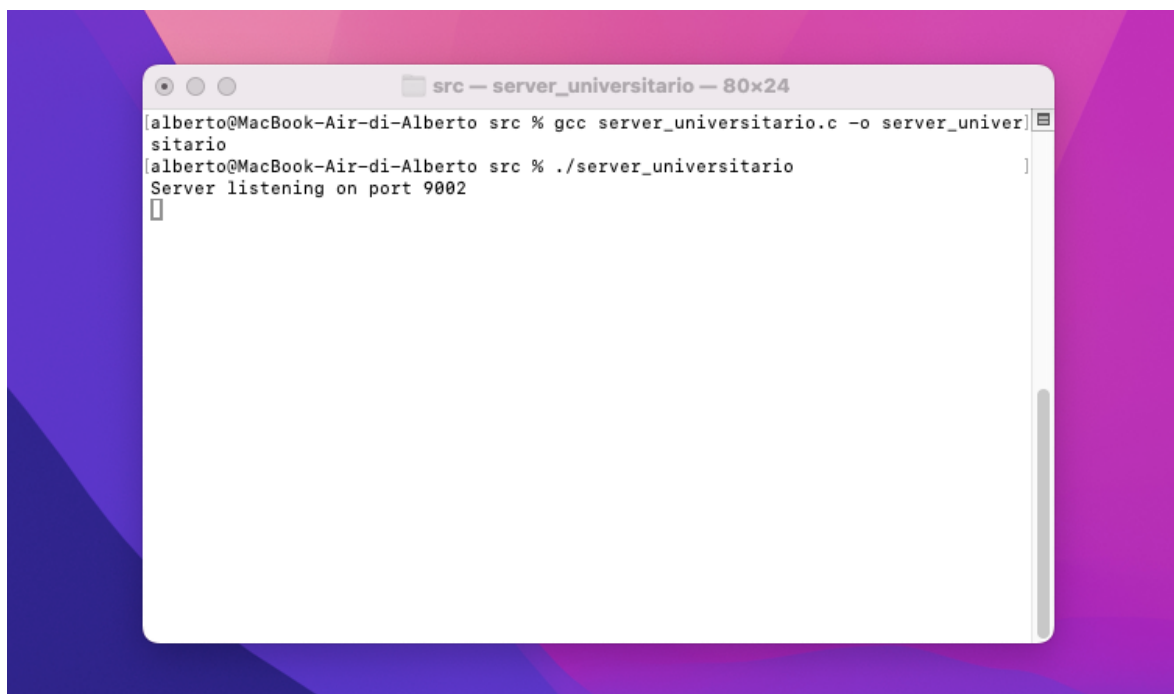 src — server_universitario — 80×24
[alberto@MacBook-Air-di-Alberto src % gcc server_universitario.c -o server_univer]
sitario
[alberto@MacBook-Air-di-Alberto src % ./server_universitario ]
Server listening on port 9002